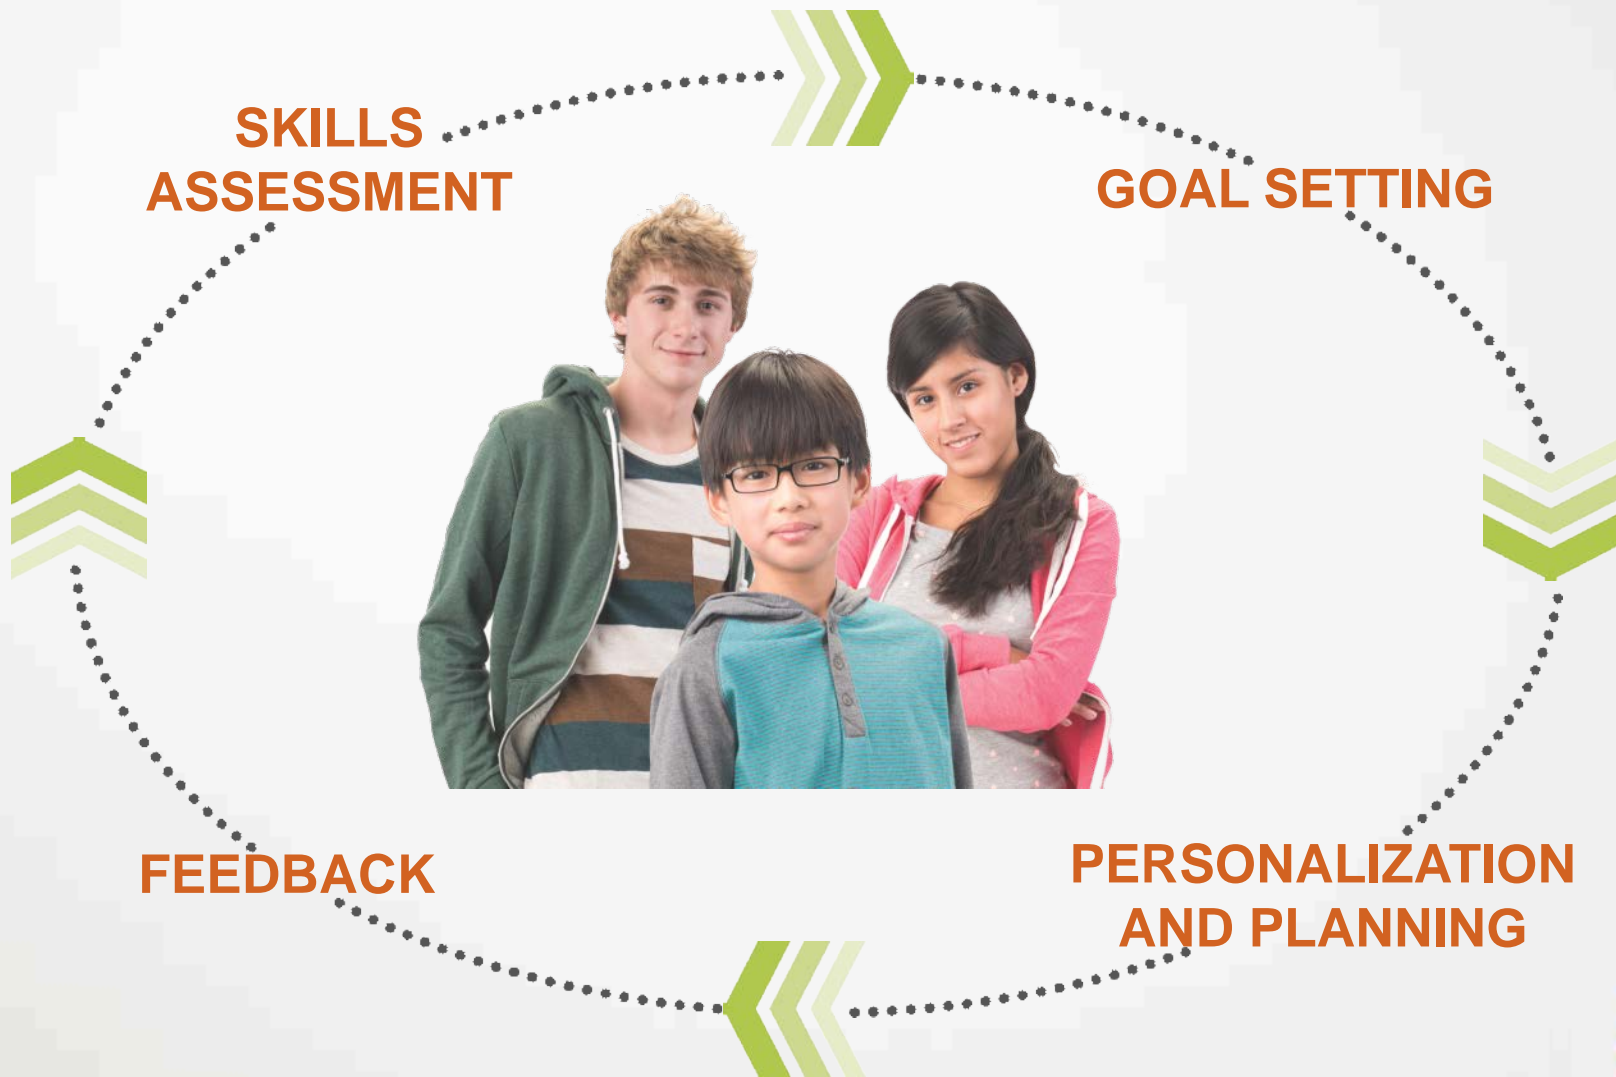 SKILLS
ASSESSMENT
GOAL SETTING
FEEDBACK
PERSONALIZATION
AND PLANNING